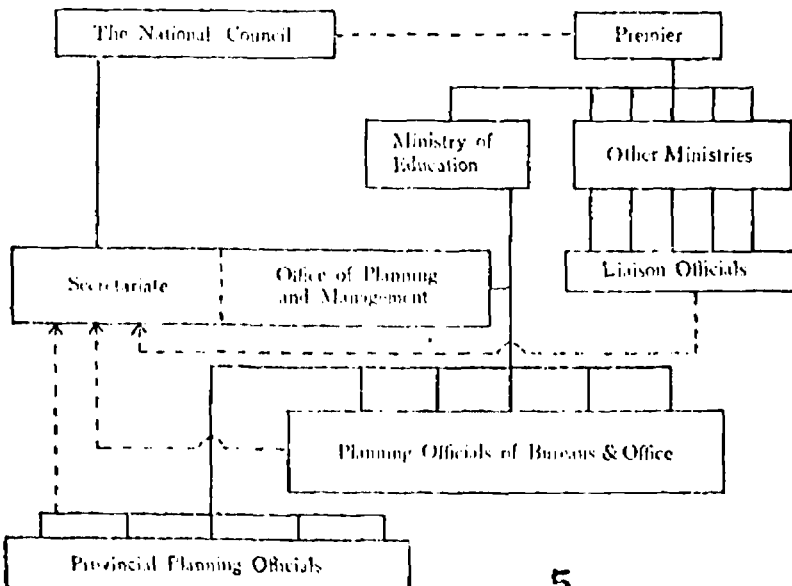 The National Council
Premier
Ministry of
Education
Other Ministries
Secretariate
Office of Planning
and Management
Liaison Officials
Planning Officials of Bureaus & Office
Provincial Planning Officials
5